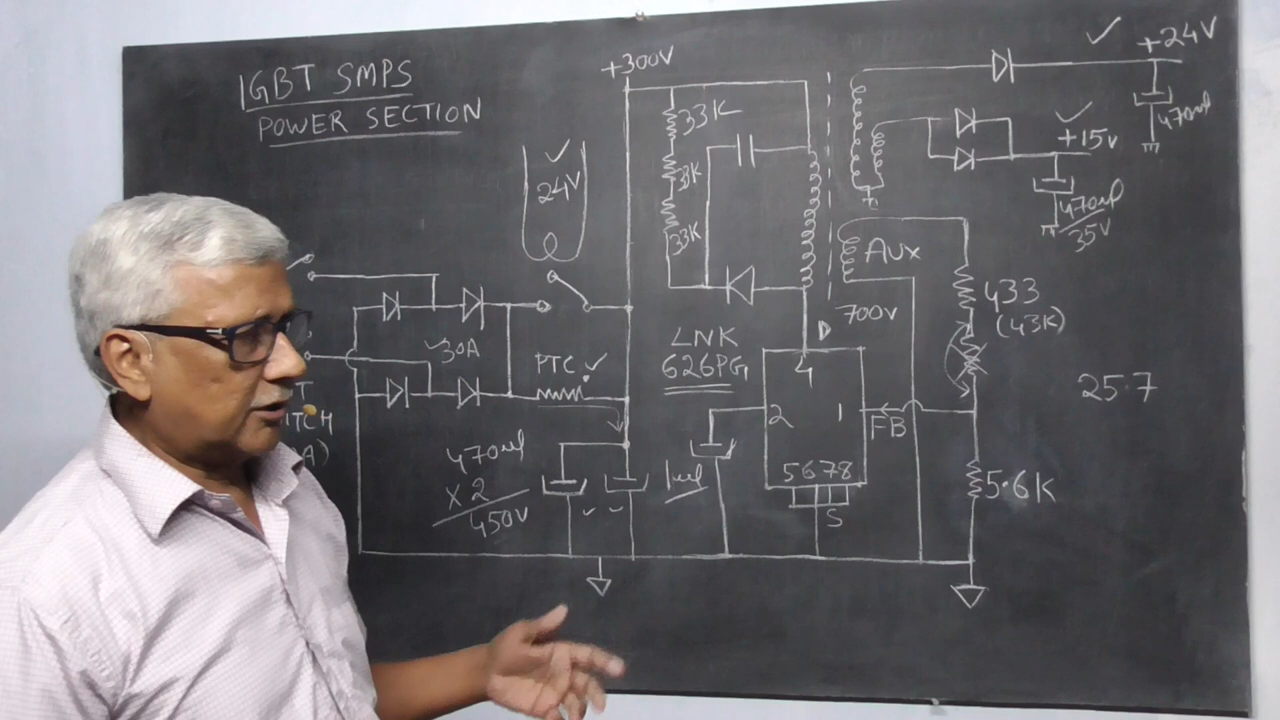 IGBT SMPS
POWER SECTION
+300V
24V
33K
33K
33K
+24V
470uf
+15V
470uf
35V
AUX
433
(43K)
700V
D
LNK
626PG
4
2
1
FB
5678
S
1uf
30A
PTC
470uf
X2
450V
5.6K
25.7
T
ITCH
A)